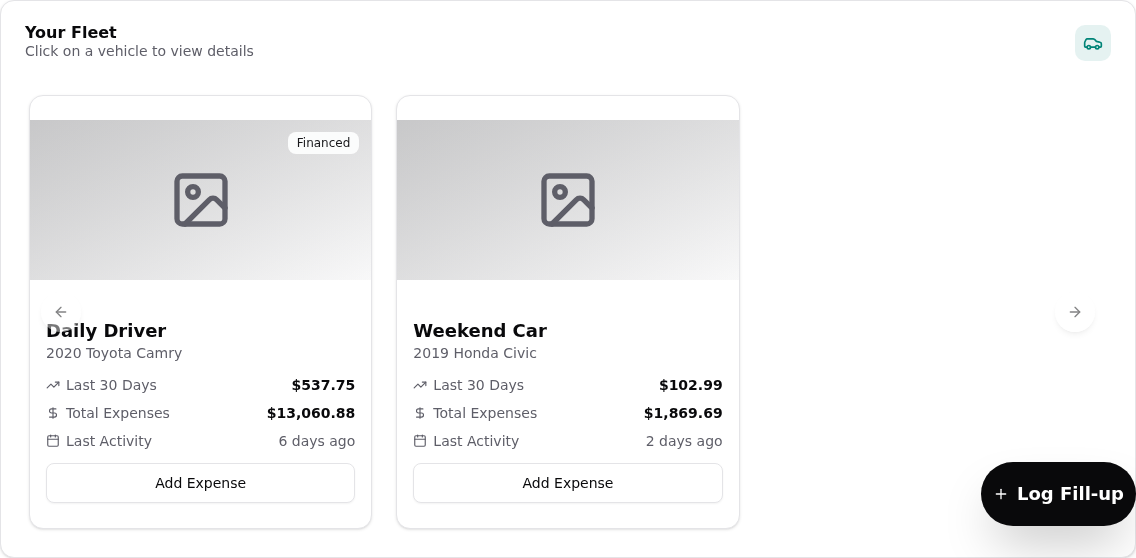 Your Fleet
Click on a vehicle to view details
Financed
Daily Driver
2020 Toyota Camry
Last 30 Days $537.75
Total Expenses $13,060.88
Last Activity 6 days ago
Add Expense
Weekend Car
2019 Honda Civic
Last 30 Days $102.99
Total Expenses $1,869.69
Last Activity 2 days ago
Add Expense
+ Log Fill-up